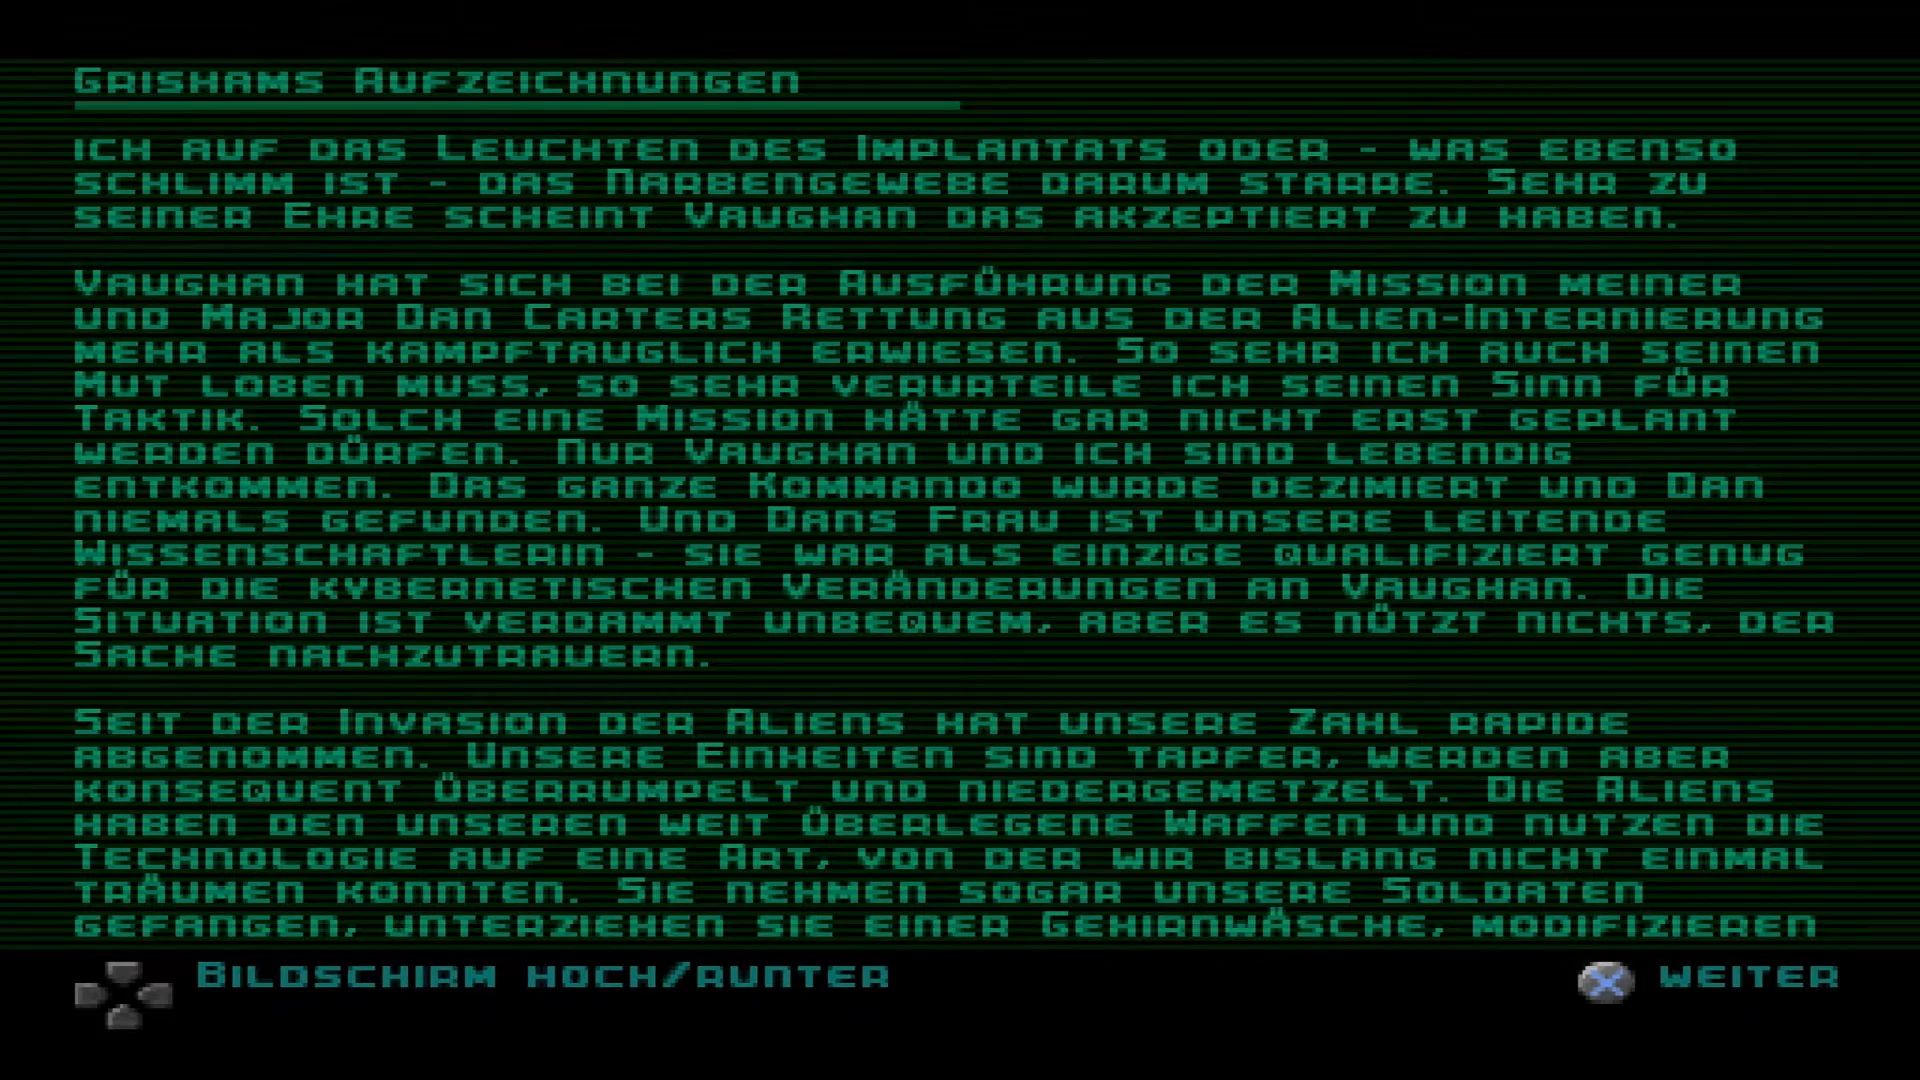 Grishams Aufzeichnungen
ich auf das Leuchten des Implantats oder - was ebenso
schlimm ist - das Narbengewebe darum starre. Sehr zu
seiner Ehre scheint Vaughan das akzeptiert zu haben.
Vaughan hat sich bei der Ausführung der Mission meiner
und Major Dan Carters Rettung aus der Alien-Internierung
mehr als kampftauglich erwiesen. So sehr ich auch seinen
Mut loben muss, so sehr verurteile ich seinen Sinn für
Taktik. Solch eine Mission hätte gar nicht erst geplant
werden dürfen. Nur Vaughan und ich sind lebendig
entkommen. Das ganze Kommando wurde dezimiert und Dan
niemals gefunden. Und Dans Frau ist unsere leitende
Wissenschaftlerin - sie war als einzige qualifiziert genug
für die kybernetischen Veränderungen an Vaughan. Die
Situation ist verdammt unbequem, aber es nützt nichts, der
Sache nachzutrauern.
Seit der Invasion der Aliens hat unsere Zahl rapide
abgenommen. Unsere Einheiten sind tapfer, werden aber
konsequent überrumpelt und niedergemetzelt. Die Aliens
haben den unseren weit überlegene Waffen und nutzen die
Technologie auf eine Art, von der wir bislang nicht einmal
träumen konnten. Sie nehmen sogar unsere Soldaten
gefangen, unterziehen sie einer Gehirnwäsche, modifizieren
Bildschirm hoch/runter
weiter